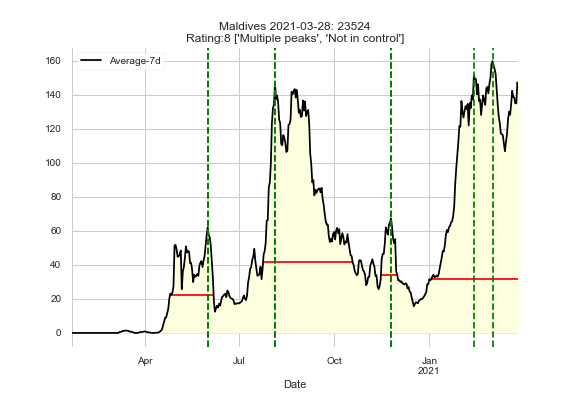 Maldives 2021-03-28: 23524
Rating:8 ['Multiple peaks', 'Not in control']
Average-7d
160
140
120
100
80
60
40
20
0
Apr
Jul
Oct
Jan
2021
Date